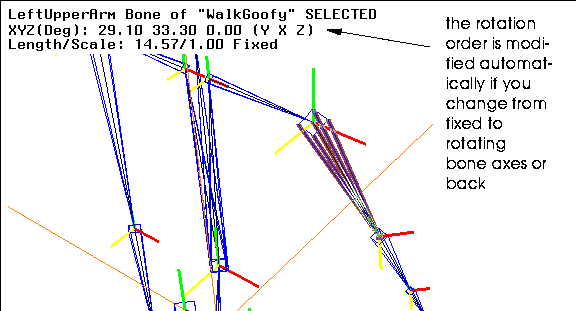 LeftUpperArm Bone of "WalkGoofy" SELECTED
XYZ(Deg): 29.10 33.30 0.00 (Y X Z)
Length/Scale: 14.57/1.00 Fixed
the rotation
order is modi-
fied automat-
ically if you
change from
fixed to
rotating
bone axes or
back